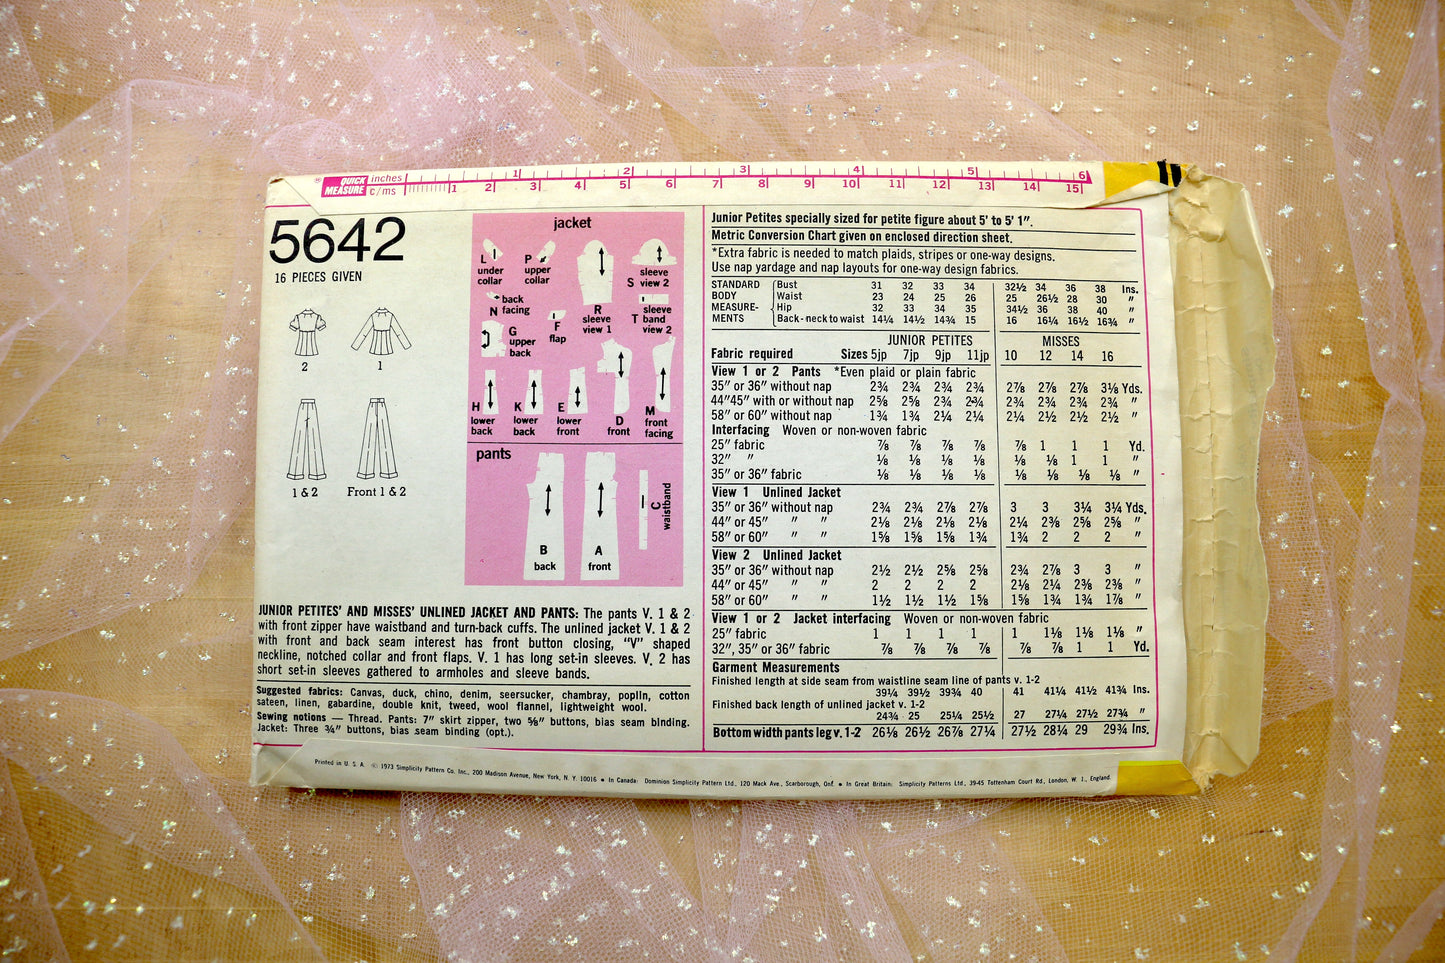 QUICK MEASURE inches 1 2 3 4 5 6
c/ms 1 2 3 4 5 6 7 8 9 10 11 12 13 14 15
5642
16 PIECES GIVEN
2
1
1 & 2
Front 1 & 2
jacket
L
under
collar
P
upper
collar
S sleeve
view 2
back
N facing
R
sleeve
view 1
T sleeve
band
view 2
F
flap
G
upper
back
H
lower
back
K
lower
back
E
lower
front
D
front
M
front
facing
pants
B
back
A
front
C
waistband
JUNIOR PETITES' AND MISSES' UNLINED JACKET AND PANTS: The pants V. 1 & 2
with front zipper have waistband and turn-back cuffs. The unlined jacket V. 1 & 2
with front and back seam interest has front button closing, "V" shaped
neckline, notched collar and front flaps. V. 1 has long set-in sleeves. V. 2 has
short set-in sleeves gathered to armholes and sleeve bands.
Suggested fabrics: Canvas, duck, chino, denim, seersucker, chambray, poplin, cotton
sateen, linen, gabardine, double knit, tweed, wool flannel, lightweight wool.
Sewing notions — Thread. Pants: 7" skirt zipper, two ⅝" buttons, bias seam binding.
Jacket: Three ¾" buttons, bias seam binding (opt.).
Junior Petites specially sized for petite figure about 5' to 5' 1".
Metric Conversion Chart given on enclosed direction sheet.
*Extra fabric is needed to match plaids, stripes or one-way designs.
Use nap yardage and nap layouts for one-way design fabrics.
STANDARD Bust 31 32 33 34 32½ 34 36 38 Ins.
BODY Waist 23 24 25 26 25 26½ 28 30 "
MEASURE- Hip 32 33 34 35 34½ 36 38 40 "
MENTS Back - neck to waist 14¼ 14½ 14¾ 15 16 16¼ 16½ 16¾ "
JUNIOR PETITES MISSES
Fabric required Sizes 5jp 7jp 9jp 11jp 10 12 14 16
View 1 or 2 Pants *Even plaid or plain fabric
35" or 36" without nap 2¾ 2¾ 2¾ 2¾ 2⅞ 2⅞ 2⅞ 3⅛ Yds.
44"45" with or without nap 2⅝ 2⅝ 2¾ 2¾ 2¾ 2¾ 2¾ 2¾ "
58" or 60" without nap 1¾ 1¾ 2¼ 2¼ 2¼ 2½ 2½ 2½ "
Interfacing Woven or non-woven fabric
25" fabric ⅞ ⅞ ⅞ ⅞ ⅞ 1 1 1 Yd.
32" " ⅛ ⅛ ⅛ ⅛ ⅛ ⅛ 1 1 "
35" or 36" fabric ⅛ ⅛ ⅛ ⅛ ⅛ ⅛ ⅛ ⅛ "
View 1 Unlined Jacket
35" or 36" without nap 2¾ 2¾ 2⅞ 2⅞ 3 3 3¼ 3¼ Yds.
44" or 45" " " 2⅛ 2⅛ 2⅛ 2⅛ 2¼ 2⅜ 2⅝ 2⅝ "
58" or 60" " " 1⅝ 1⅝ 1⅝ 1¾ 1¾ 2 2 2 "
View 2 Unlined Jacket
35" or 36" without nap 2½ 2½ 2⅝ 2⅝ 2¾ 2⅞ 3 3 "
44" or 45" " " 2 2 2 2 2⅛ 2¼ 2⅜ 2⅜ "
58" or 60" " " 1½ 1½ 1½ 1⅝ 1⅝ 1¾ 1¾ 1⅞ "
View 1 or 2 Jacket interfacing Woven or non-woven fabric
25" fabric 1 1 1 1 1 1⅛ 1⅛ 1⅛ "
32", 35" or 36" fabric ⅞ ⅞ ⅞ ⅞ ⅞ ⅞ 1 1 Yd.
Garment Measurements
Finished length at side seam from waistline seam line of pants v. 1-2
39¼ 39½ 39¾ 40 41 41¼ 41½ 41¾ Ins.
Finished back length of unlined jacket v. 1-2
24¾ 25 25¼ 25½ 27 27¼ 27½ 27¾ "
Bottom width pants leg v. 1-2 26⅛ 26½ 26⅞ 27¼ 27½ 28¼ 29 29¾ Ins.
Printed in U. S. A. © 1973 Simplicity Pattern Co. Inc., 200 Madison Avenue, New York, N. Y. 10016 • In Canada: Dominion Simplicity Pattern Ltd., 120 Mack Ave., Scarborough, Ont. • In Great Britain: Simplicity Patterns Ltd., 39-45 Tottenham Court Rd., London, W. 1., England.